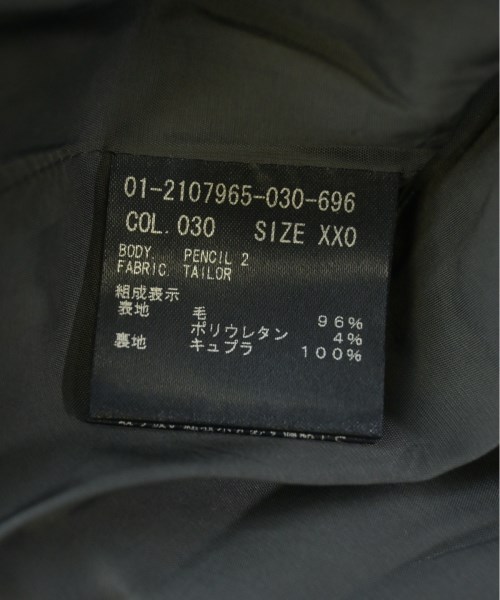 01-2107965-030-696
COL. 030 SIZE XXO
BODY. PENCIL 2
FABRIC. TAILOR
組成表示
表地 毛 96%
ポリウレタン 4%
裏地 キュプラ 100%